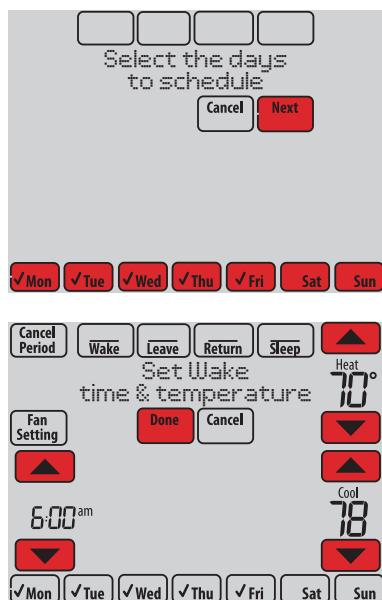 Select the days
to schedule
Cancel Next
✓Mon ✓Tue ✓Wed ✓Thu ✓Fri Sat Sun
Cancel
Period
Wake Leave Return Sleep
Set Wake
time & temperature
Heat
70°
Fan
Setting
Done Cancel
Cool
78
6:00 am
✓Mon ✓Tue ✓Wed ✓Thu ✓Fri Sat Sun